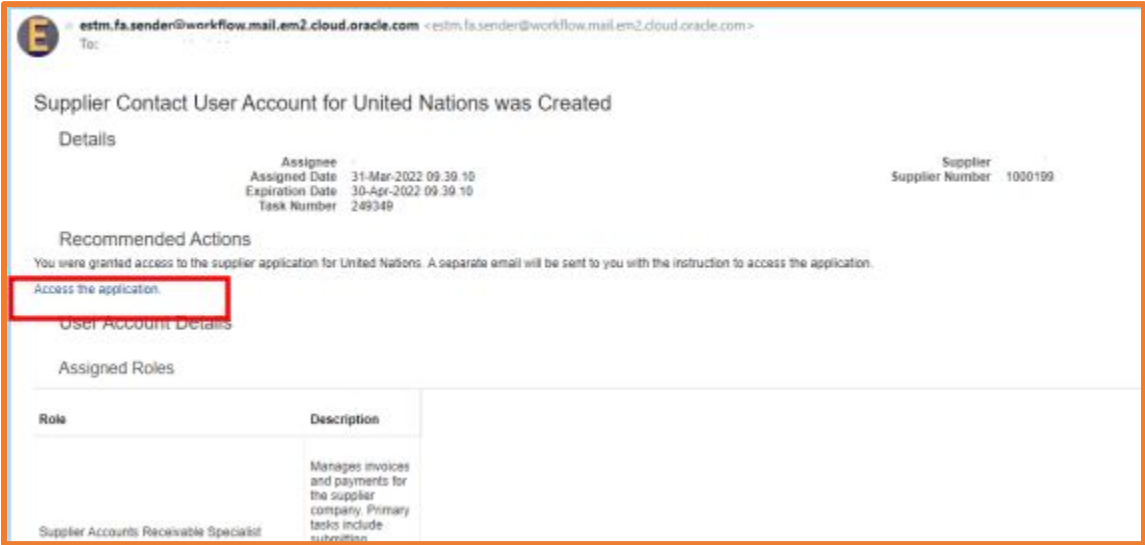 E
estm.fa.sender@workflow.mail.em2.cloud.oracle.com <estm.fa.sender@workflow.mail.em2.cloud.oracle.com>
To:
Supplier Contact User Account for United Nations was Created
Details
Assignee
Assigned Date 31-Mar-2022 09.39.10
Expiration Date 30-Apr-2022 09.39.10
Task Number 249349
Supplier
Supplier Number 1000199
Recommended Actions
You were granted access to the supplier application for United Nations. A separate email will be sent to you with the instruction to access the application.
Access the application.
User Account Details
Assigned Roles
Role Description
Manages invoices
and payments for
the supplier
company. Primary
tasks include
submitting
Supplier Accounts Receivable Specialist